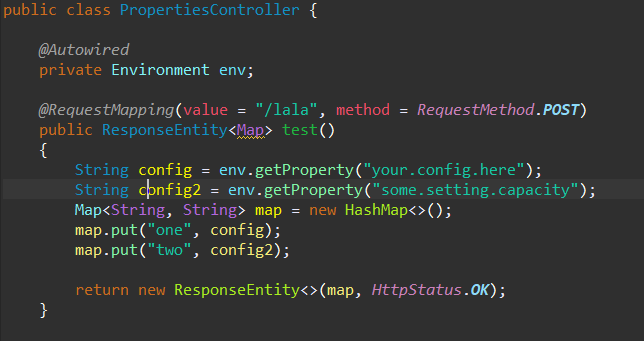 public class PropertiesController {
@Autowired
private Environment env;
@RequestMapping(value = "/lala", method = RequestMethod.POST)
public ResponseEntity<Map> test()
{
String config = env.getProperty("your.config.here");
String config2 = env.getProperty("some.setting.capacity");
Map<String, String> map = new HashMap<>();
map.put("one", config);
map.put("two", config2);
return new ResponseEntity<>(map, HttpStatus.OK);
}